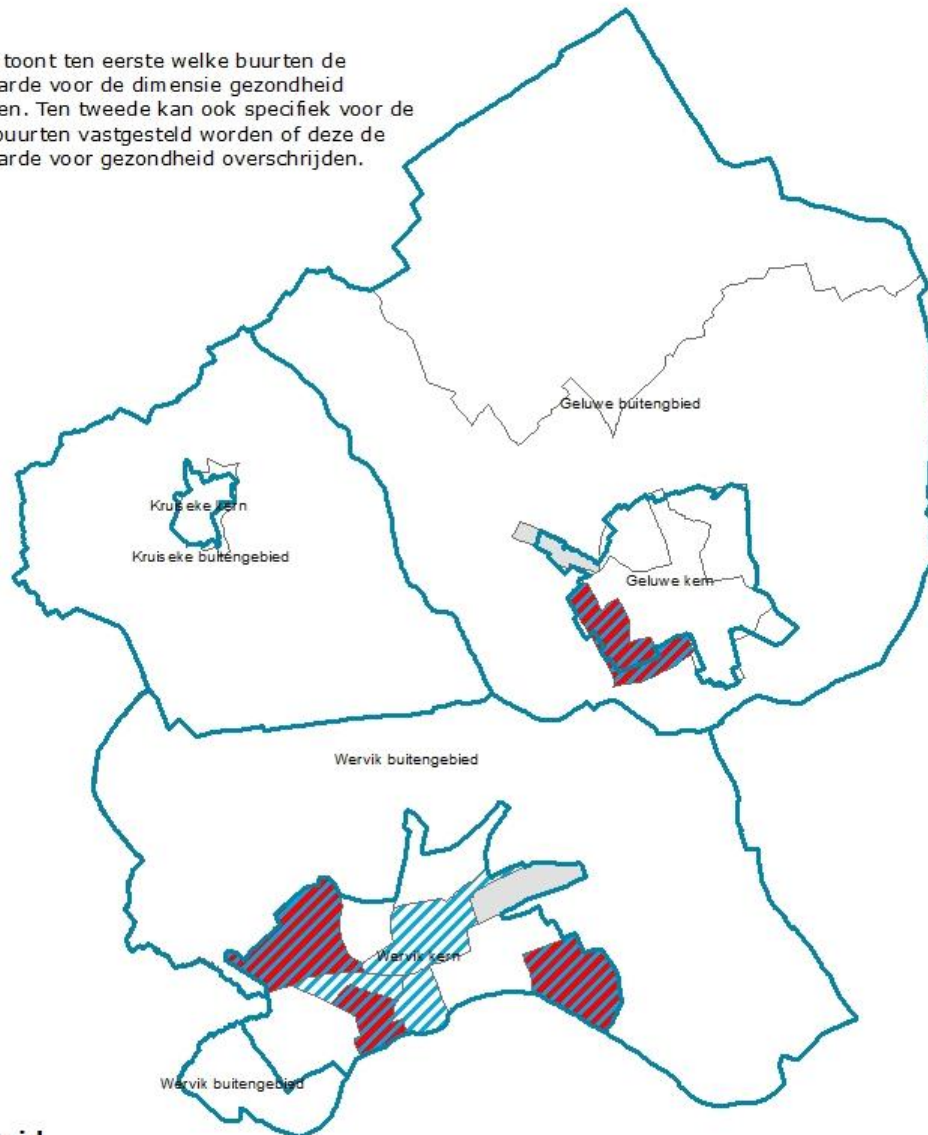 toont ten eerste welke buurten de
arde voor de dimensie gezondheid
en. Ten tweede kan ook specifiek voor de
buurten vastgesteld worden of deze de
arde voor gezondheid overschrijden.
Geluwe buitengbied
Kruiseke kern
Kruiseke buitengebied
Geluwe kern
Wervik buitengebied
Wervik kern
Wervik buitengebied